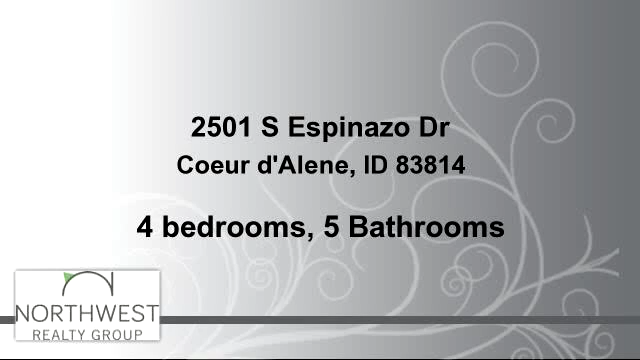 2501 S Espinazo Dr
Coeur d'Alene, ID 83814
4 bedrooms, 5 Bathrooms
NORTHWEST
REALTY GROUP